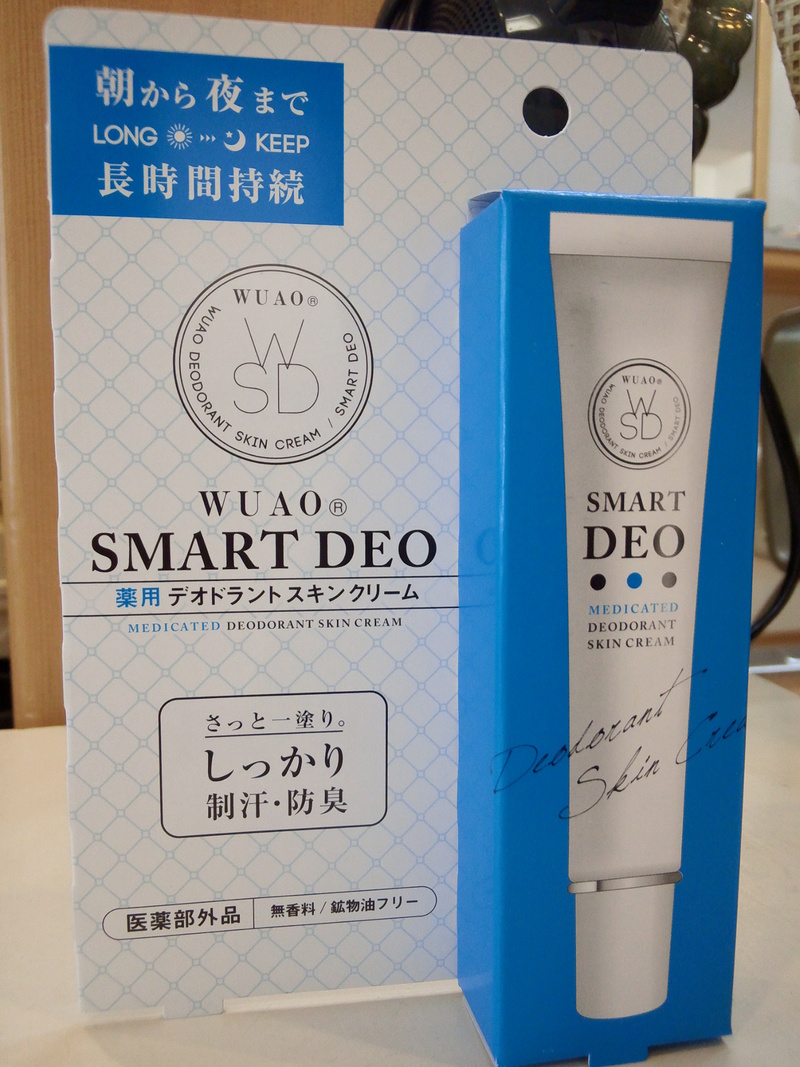 朝から夜まで
LONG KEEP
長時間持続
WUAO®
WSD
WUAO DEODORANT SKIN CREAM / SMART DEO
WUAO®
SMART DEO
薬用 デオドラント スキンクリーム
MEDICATED DEODORANT SKIN CREAM
さっと一塗り。
しっかり
制汗・防臭
医薬部外品
無香料 / 鉱物油フリー
WUAO®
WSD
WUAO DEODORANT SKIN CREAM / SMART DEO
SMART
DEO
MEDICATED
DEODORANT
SKIN CREAM
Deodorant
Skin